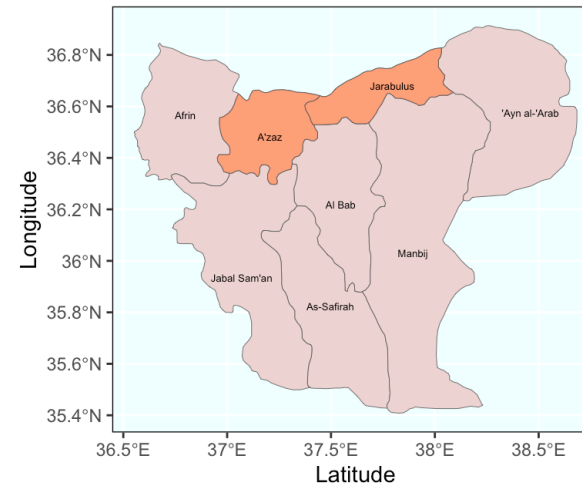 36.8°N
36.6°N
36.4°N
36.2°N
36°N
35.8°N
35.6°N
35.4°N
Longitude
Afrin
A'zaz
Jarabulus
'Ayn al-'Arab
Al Bab
Manbij
Jabal Sam'an
As-Safirah
36.5°E
37°E
37.5°E
38°E
38.5°E
Latitude